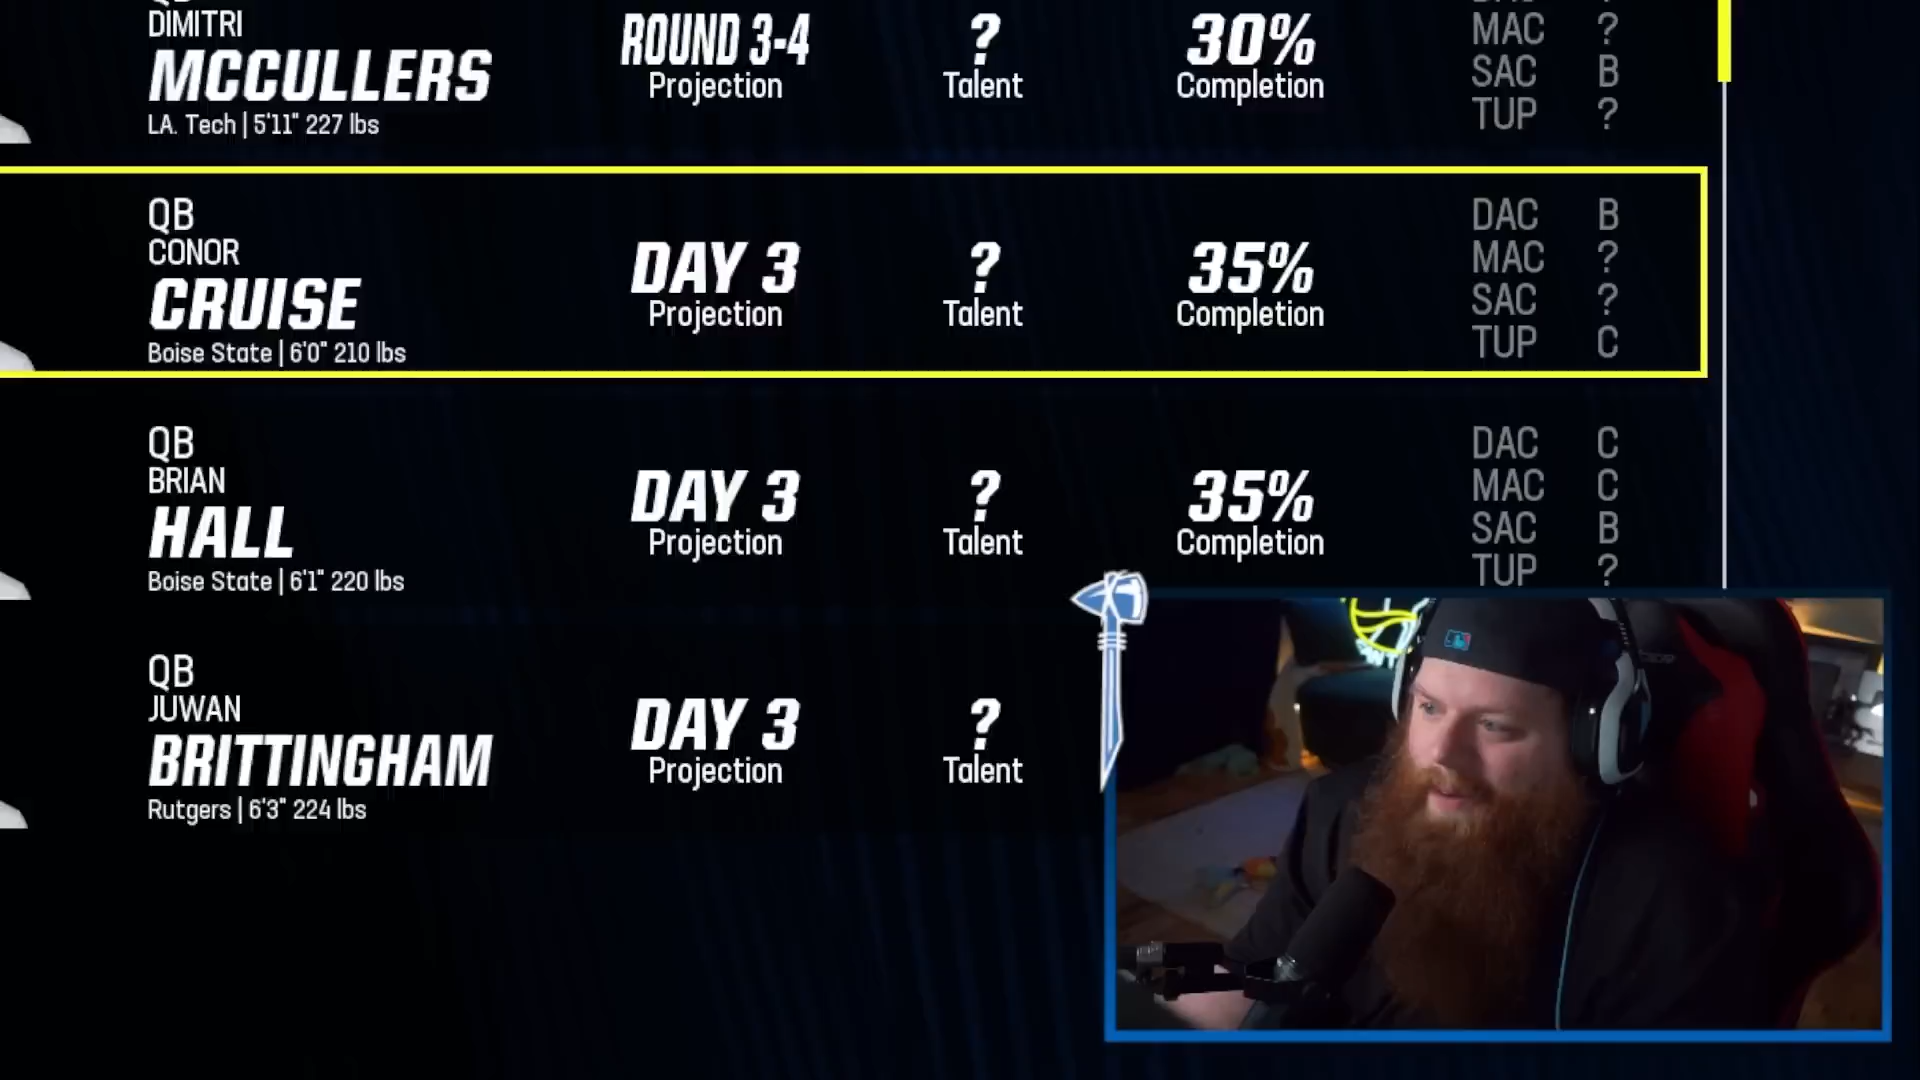 DIMITRI
MCCULLERS
LA. Tech | 5'11" 227 lbs
ROUND 3-4
Projection
?
Talent
30%
Completion
MAC ?
SAC B
TUP ?
QB
CONOR
CRUISE
Boise State | 6'0" 210 lbs
DAY 3
Projection
?
Talent
35%
Completion
DAC B
MAC ?
SAC ?
TUP C
QB
BRIAN
HALL
Boise State | 6'1" 220 lbs
DAY 3
Projection
?
Talent
35%
Completion
DAC C
MAC C
SAC B
TUP ?
QB
JUWAN
BRITTINGHAM
Rutgers | 6'3" 224 lbs
DAY 3
Projection
?
Talent